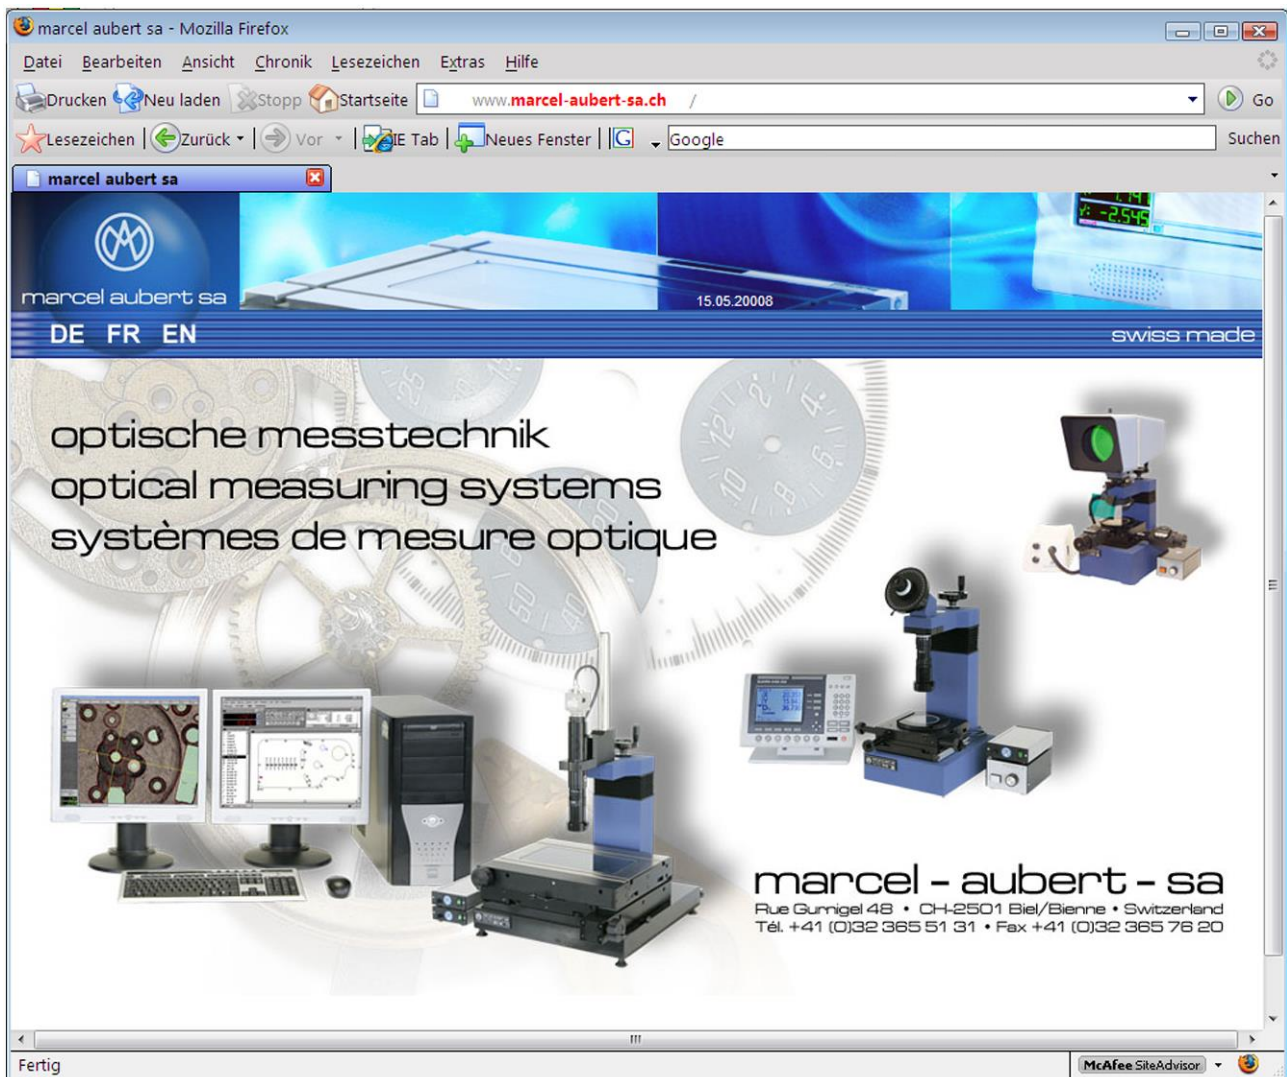 marcel aubert sa - Mozilla Firefox
Datei Bearbeiten Ansicht Chronik Lesezeichen Extras Hilfe
Drucken Neu laden Stopp Startseite www.marcel-aubert-sa.ch / Go
Lesezeichen Zurück Vor IE Tab Neues Fenster G Google Suchen
marcel aubert sa
Y: -2.545
marcel aubert sa
15.05.20008
DE FR EN
swiss made
optische messtechnik
optical measuring systems
systèmes de mesure optique
marcel - aubert - sa
Rue Gurnigel 48 • CH-2501 Biel/Bienne • Switzerland
Tél. +41 (0)32 365 51 31 • Fax +41 (0)32 365 76 20
Fertig
McAfee SiteAdvisor